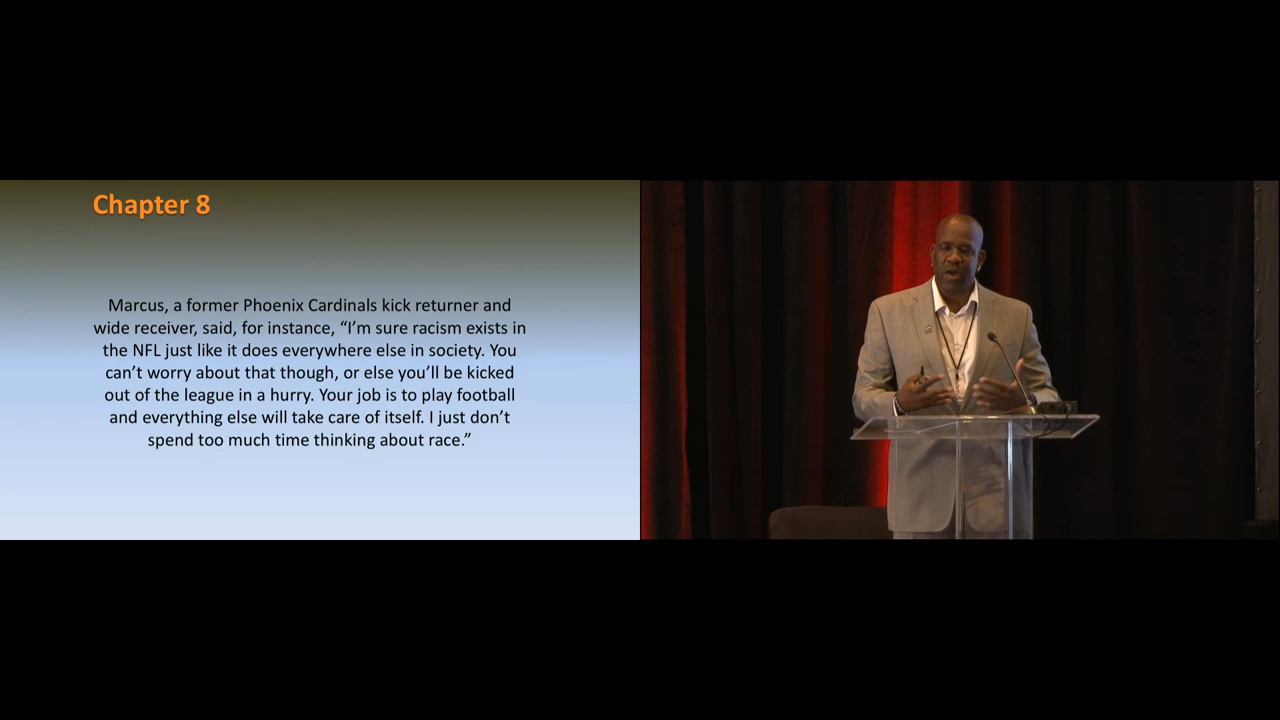 Chapter 8
Marcus, a former Phoenix Cardinals kick returner and
wide receiver, said, for instance, “I’m sure racism exists in
the NFL just like it does everywhere else in society. You
can’t worry about that though, or else you’ll be kicked
out of the league in a hurry. Your job is to play football
and everything else will take care of itself. I just don’t
spend too much time thinking about race.”